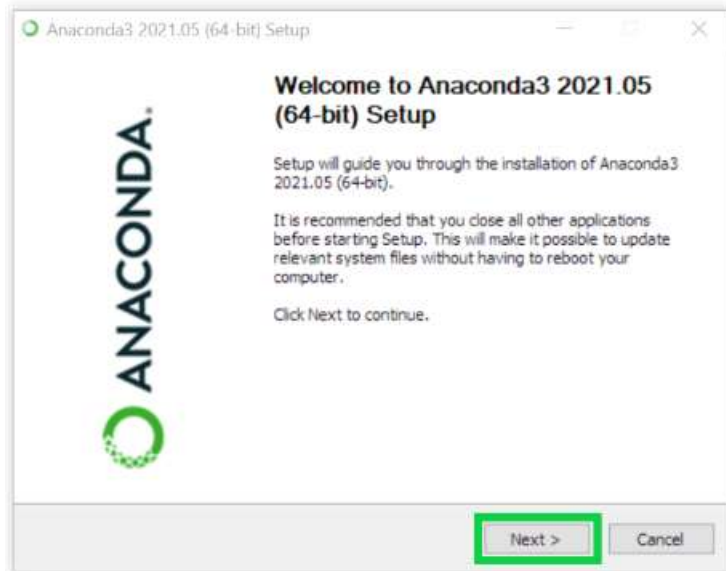 Anaconda3 2021.05 (64-bit) Setup
Welcome to Anaconda3 2021.05
(64-bit) Setup
Setup will guide you through the installation of Anaconda3
2021.05 (64-bit).
It is recommended that you close all other applications
before starting Setup. This will make it possible to update
relevant system files without having to reboot your
computer.
Click Next to continue.
ANACONDA.
Next >
Cancel